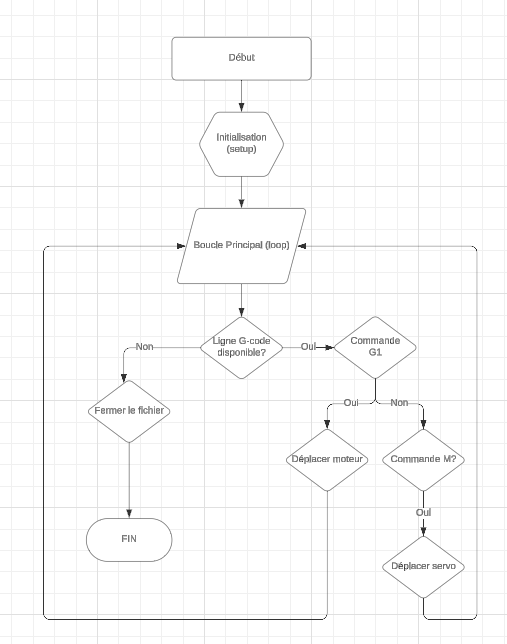 Début
Initialisation
(setup)
Boucle Principal (loop)
Ligne G-code
disponible?
Non
Oui
Commande
G1
Fermer le fichier
Oui
Non
Déplacer moteur
Commande M?
Oui
FIN
Déplacer servo